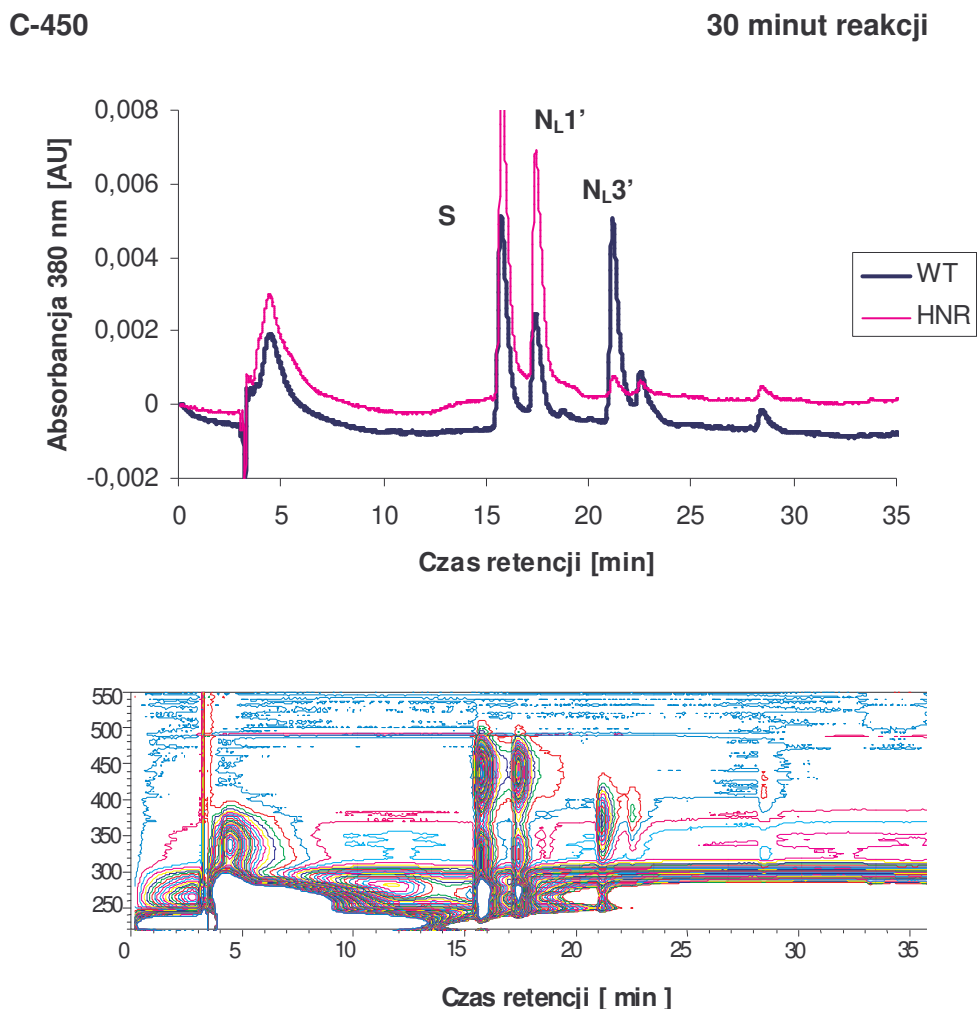 C-450 30 minut reakcji
0,008
0,006
0,004
0,002
0
-0,002
Absorbancja 380 nm [AU]
S
N_L1’
N_L3’
WT
HNR
0 5 10 15 20 25 30 35
Czas retencji [min]
550
500
450
400
350
300
250
0 5 10 15 20 25 30 35
Czas retencji [ min ]